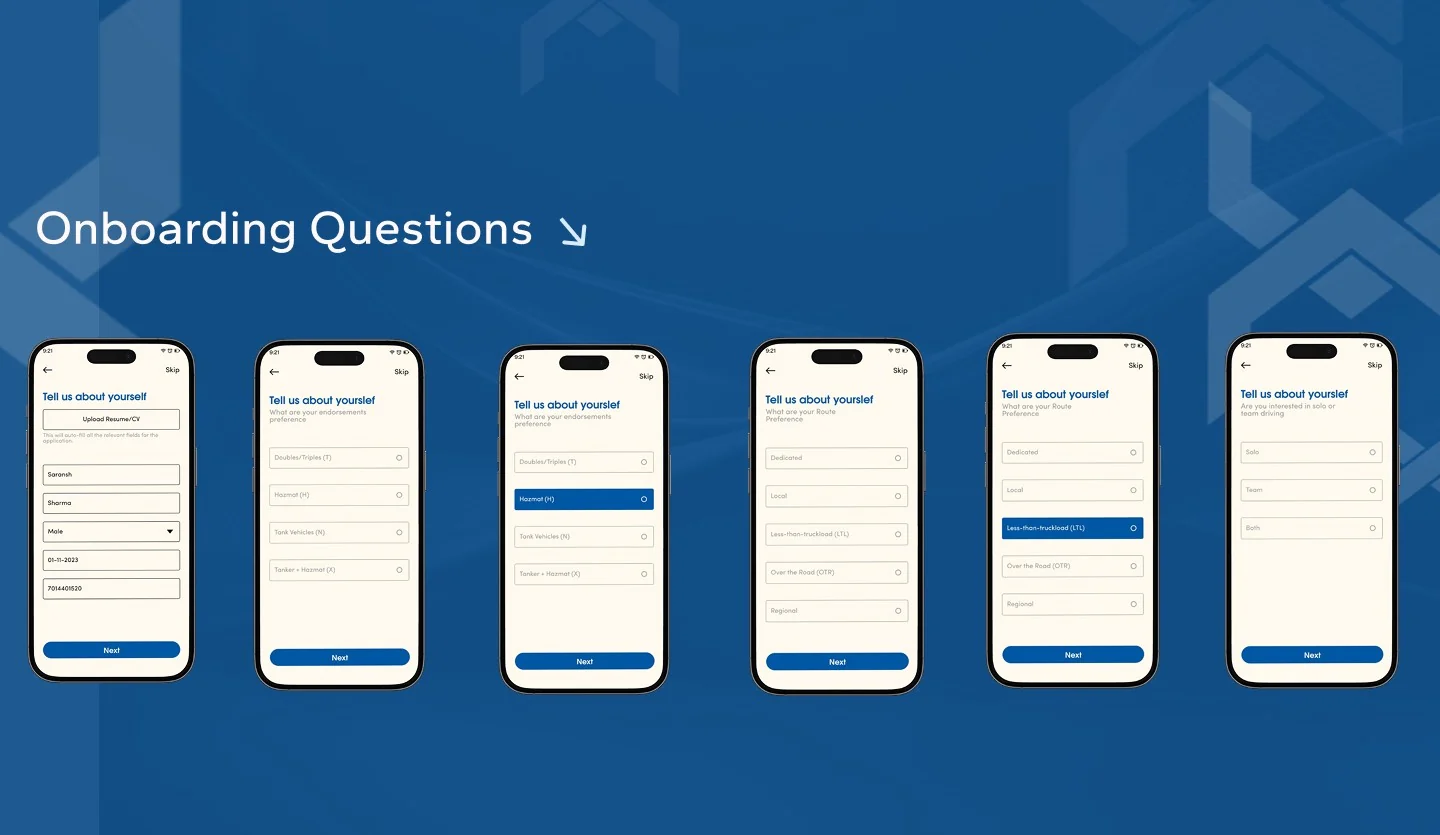 Onboarding Questions
9:21
Skip
Tell us about yourself
Upload Resume/CV
This will auto-fill all the relevant fields for the
application.
Saransh
Sharma
Male
01-11-2023
7014401520
Next
9:21
Skip
Tell us about yourslef
What are your endorsements
preference
Doubles/Triples (T)
Hazmat (H)
Tank Vehicles (N)
Tanker + Hazmat (X)
Next
9:21
Skip
Tell us about yourslef
What are your endorsements
preference
Doubles/Triples (T)
Hazmat (H)
Tank Vehicles (N)
Tanker + Hazmat (X)
Next
9:21
Skip
Tell us about yourslef
What are your Route
Preference
Dedicated
Local
Less-than-truckload (LTL)
Over the Road (OTR)
Regional
Next
9:21
Skip
Tell us about yourslef
What are your Route
Preference
Dedicated
Local
Less-than-truckload (LTL)
Over the Road (OTR)
Regional
Next
9:21
Skip
Tell us about yourslef
Are you interested in solo or
team driving
Solo
Team
Both
Next